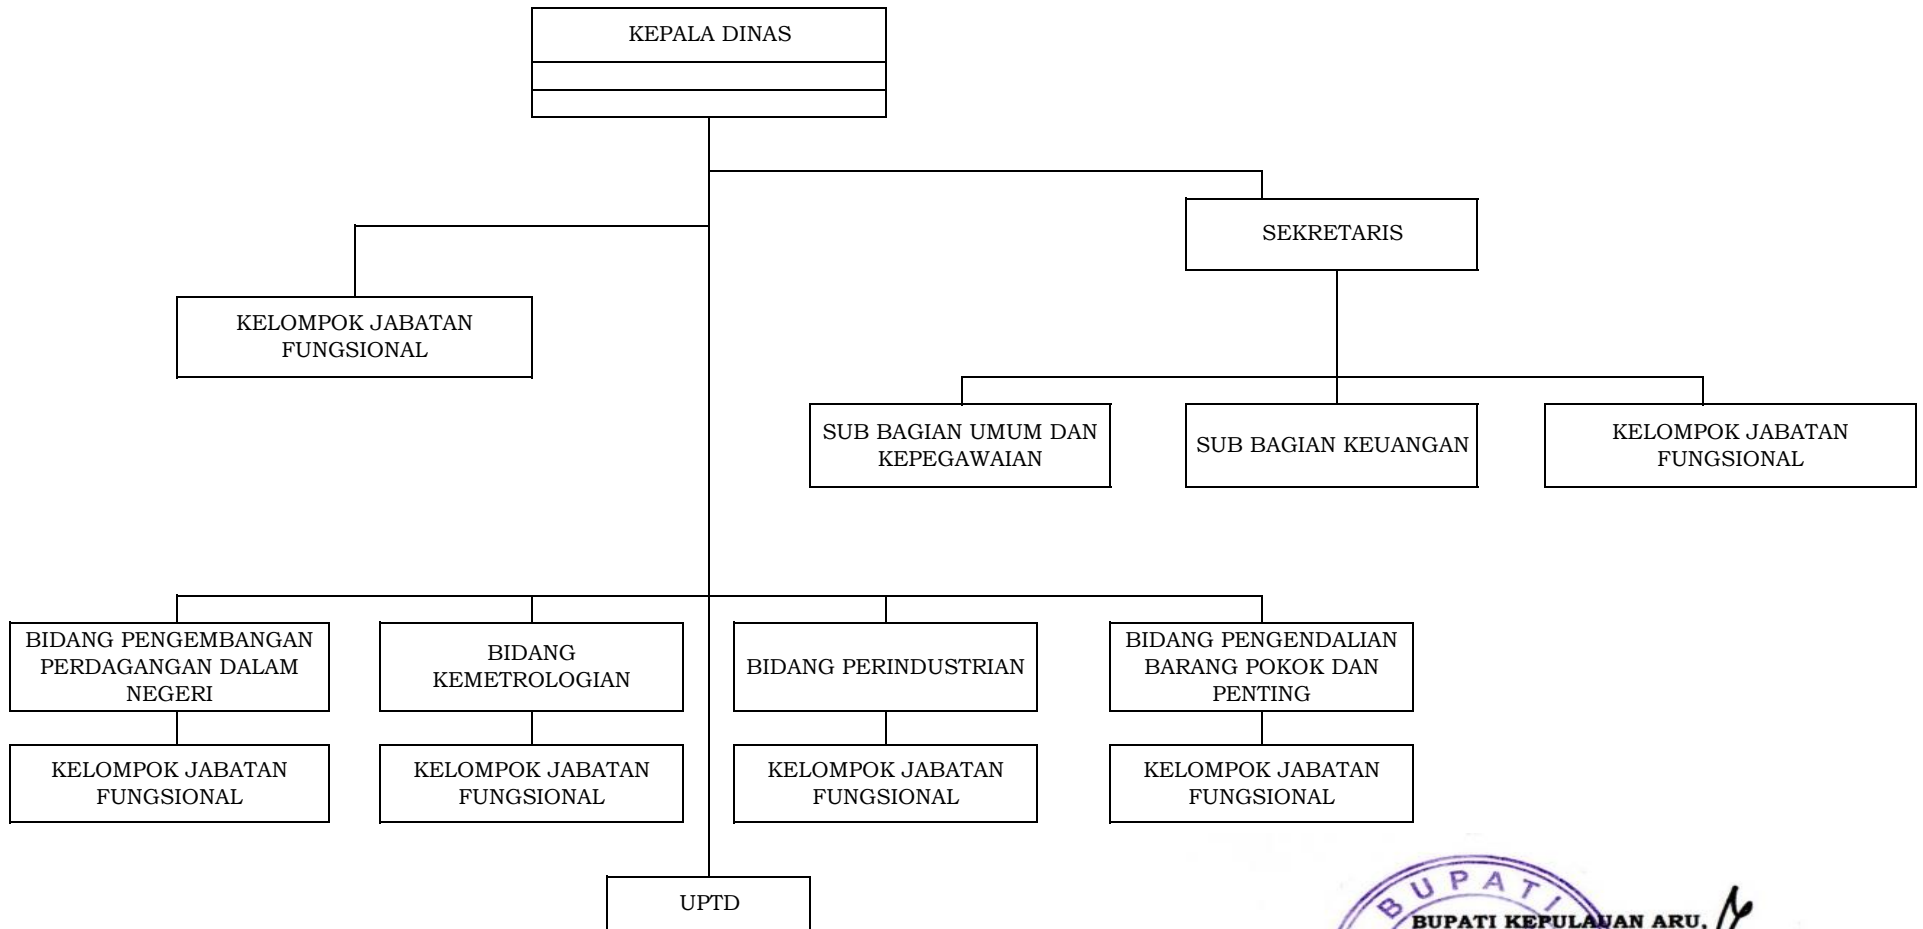 KEPALA DINAS
SEKRETARIS
KELOMPOK JABATAN
FUNGSIONAL
SUB BAGIAN UMUM DAN
KEPEGAWAIAN
SUB BAGIAN KEUANGAN
KELOMPOK JABATAN
FUNGSIONAL
BIDANG PENGEMBANGAN
PERDAGANGAN DALAM
NEGERI
BIDANG
KEMETROLOGIAN
BIDANG PERINDUSTRIAN
BIDANG PENGENDALIAN
BARANG POKOK DAN
PENTING
KELOMPOK JABATAN
FUNGSIONAL
KELOMPOK JABATAN
FUNGSIONAL
KELOMPOK JABATAN
FUNGSIONAL
KELOMPOK JABATAN
FUNGSIONAL
UPTD
BUPATI
BUPATI KEPULAUAN ARU,